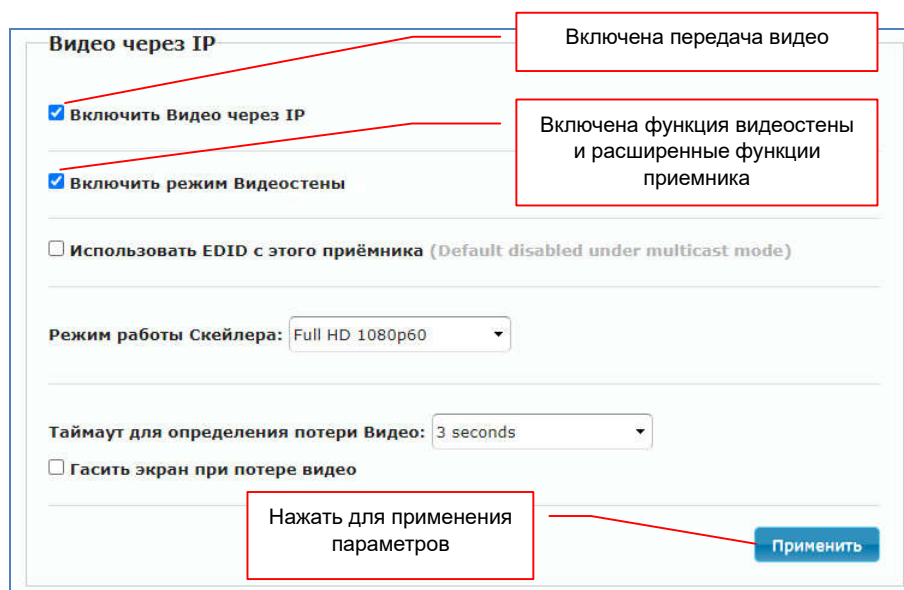 Видео через IP
Включена передача видео
Включить Видео через IP
Включена функция видеостены
и расширенные функции
приемника
Включить режим Видеостены
Использовать EDID с этого приёмника (Default disabled under multicast mode)
Режим работы Скейлера: Full HD 1080p60
Таймаут для определения потери Видео: 3 seconds
Гасить экран при потере видео
Нажать для применения
параметров
Применить